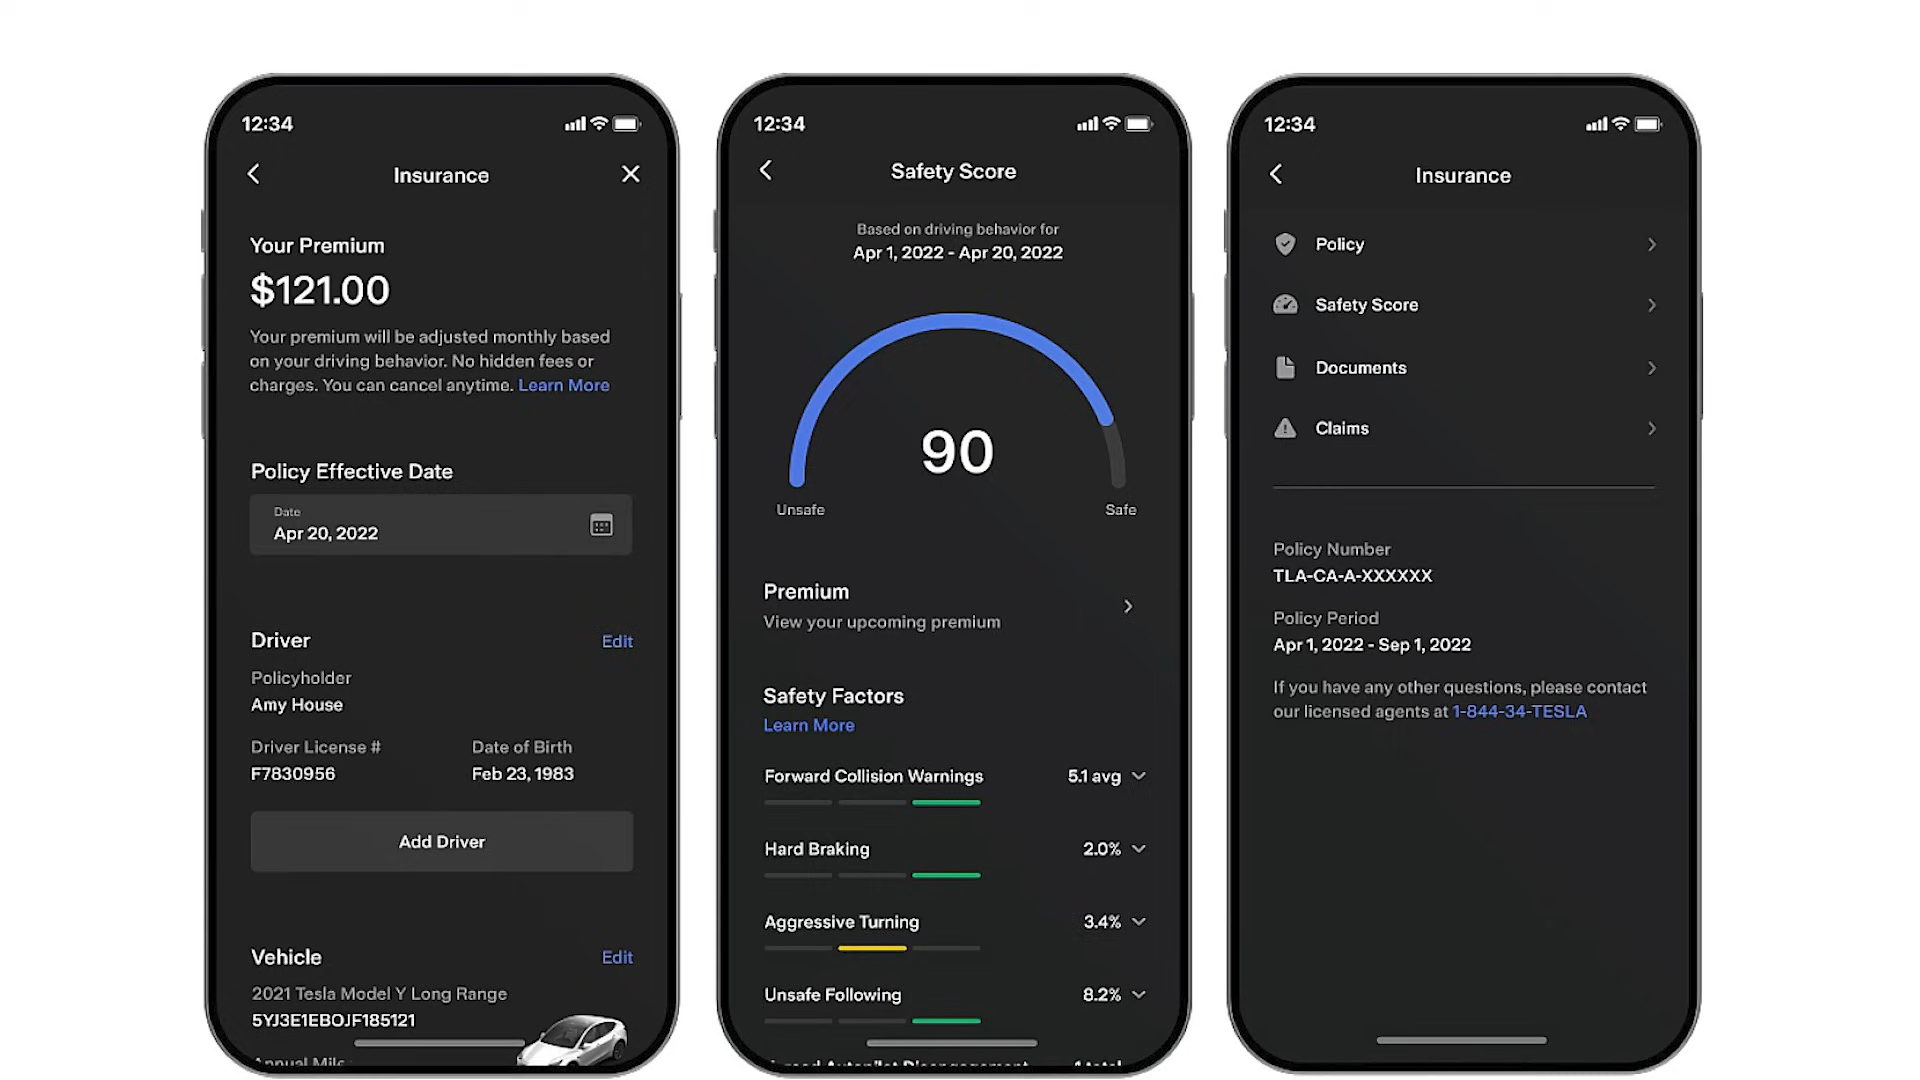 12:34
Insurance
Your Premium
$121.00
Your premium will be adjusted monthly based
on your driving behavior. No hidden fees or
charges. You can cancel anytime. Learn More
Policy Effective Date
Date
Apr 20, 2022
Driver
Edit
Policyholder
Amy House
Driver License #
Date of Birth
F7830956
Feb 23, 1983
Add Driver
Vehicle
Edit
2021 Tesla Model Y Long Range
5YJ3E1EBOJF185121
12:34
Safety Score
Based on driving behavior for
Apr 1, 2022 - Apr 20, 2022
90
Unsafe
Safe
Premium
View your upcoming premium
Safety Factors
Learn More
Forward Collision Warnings
5.1 avg
Hard Braking
2.0%
Aggressive Turning
3.4%
Unsafe Following
8.2%
12:34
Insurance
Policy
Safety Score
Documents
Claims
Policy Number
TLA-CA-A-XXXXXX
Policy Period
Apr 1, 2022 - Sep 1, 2022
If you have any other questions, please contact
our licensed agents at 1-844-34-TESLA